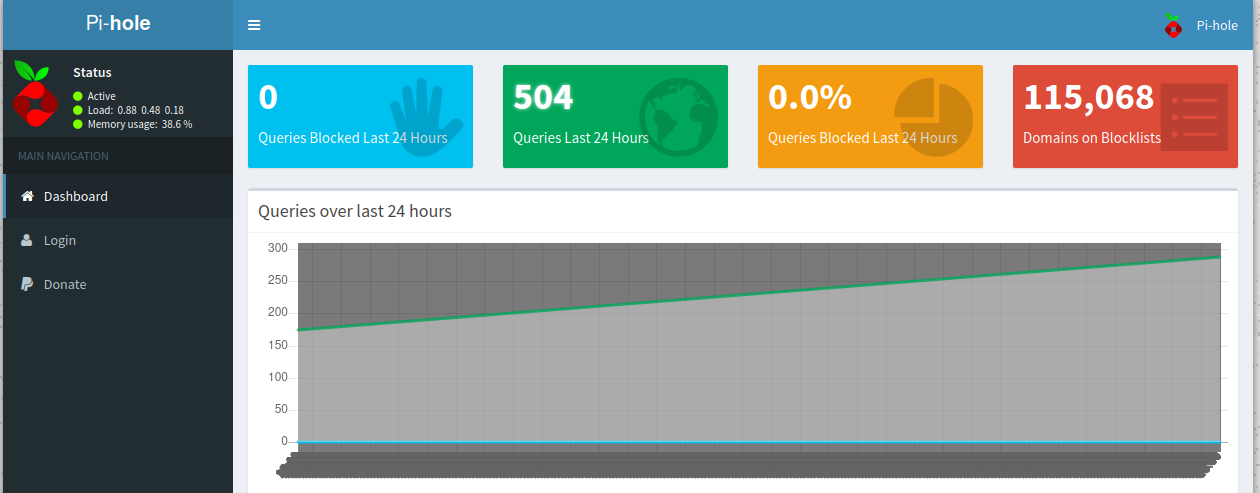 Pi-hole
Pi-hole
Status
Active
Load: 0.88 0.48 0.18
Memory usage: 38.6 %
MAIN NAVIGATION
Dashboard
Login
Donate
0
Queries Blocked Last 24 Hours
504
Queries Last 24 Hours
0.0%
Queries Blocked Last 24 Hours
115,068
Domains on Blocklists
Queries over last 24 hours
300
250
200
150
100
50
0